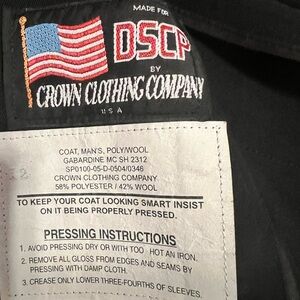 MADE FOR
DSCP
BY
CROWN CLOTHING COMPANY
USA
COAT, MAN'S, POLY/WOOL
GABARDINE MC SH 2312
SP0100-05-D-0504/0346
CROWN CLOTHING COMPANY
58% POLYESTER / 42% WOOL
TO KEEP YOUR COAT LOOKING SMART INSIST
ON IT BEING PROPERLY PRESSED.
PRESSING INSTRUCTIONS
1. AVOID PRESSING DRY OR WITH TOO HOT AN IRON.
2. REMOVE ALL GLOSS FROM EDGES AND SEAMS BY
PRESSING WITH DAMP CLOTH.
3. CREASE ONLY LOWER THREE-FOURTHS OF SLEEVES.